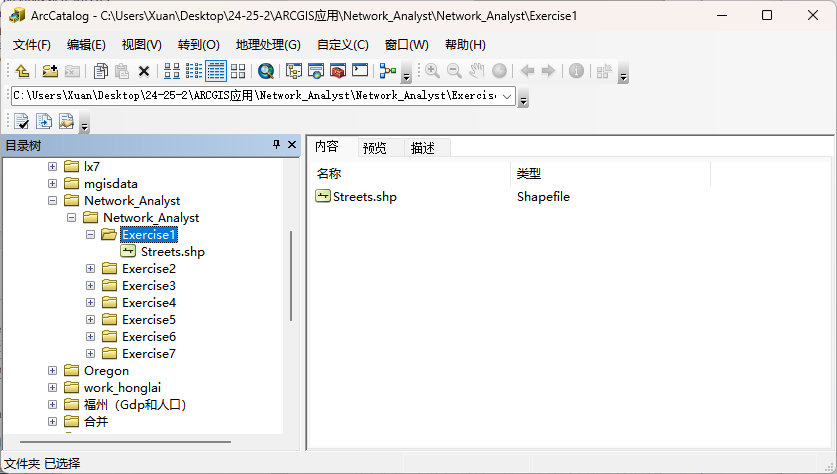 ArcCatalog - C:\Users\Xuan\Desktop\24-25-2\ARCGIS应用\Network_Analyst\Network_Analyst\Exercise1
文件(F) 编辑(E) 视图(V) 转到(O) 地理处理(G) 自定义(C) 窗口(W) 帮助(H)
C:\Users\Xuan\Desktop\24-25-2\ARCGIS应用\Network_Analyst\Network_Analyst\Exercise
目录树
lx7
mgisdata
Network_Analyst
Network_Analyst
Exercise1
Streets.shp
Exercise2
Exercise3
Exercise4
Exercise5
Exercise6
Exercise7
Oregon
work_honglai
福州（Gdp和人口）
合并
内容 预览 描述
名称 类型
Streets.shp Shapefile
文件夹 已选择